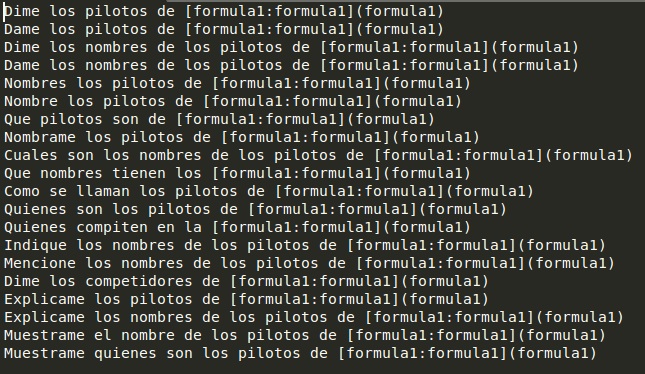 Dime los pilotos de [formula1:formula1](formula1)
Dame los pilotos de [formula1:formula1](formula1)
Dime los nombres de los pilotos de [formula1:formula1](formula1)
Dame los nombres de los pilotos de [formula1:formula1](formula1)
Nombres los pilotos de [formula1:formula1](formula1)
Nombre los pilotos de [formula1:formula1](formula1)
Que pilotos son de [formula1:formula1](formula1)
Nombrame los pilotos de [formula1:formula1](formula1)
Cuales son los nombres de los pilotos de [formula1:formula1](formula1)
Que nombres tienen los [formula1:formula1](formula1)
Como se llaman los pilotos de [formula1:formula1](formula1)
Quienes son los pilotos de [formula1:formula1](formula1)
Quienes compiten en la [formula1:formula1](formula1)
Indique los nombres de los pilotos de [formula1:formula1](formula1)
Mencione los nombres de los pilotos de [formula1:formula1](formula1)
Dime los competidores de [formula1:formula1](formula1)
Explicame los pilotos de [formula1:formula1](formula1)
Explicame los nombres de los pilotos de [formula1:formula1](formula1)
Muestrame el nombre de los pilotos de [formula1:formula1](formula1)
Muestrame quienes son los pilotos de [formula1:formula1](formula1)